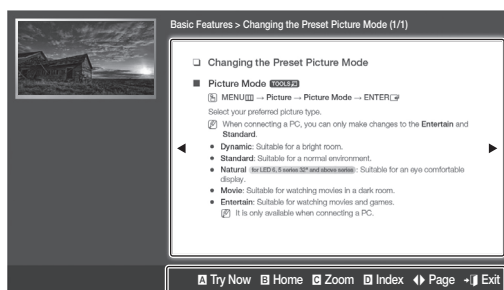 Basic Features > Changing the Preset Picture Mode (1/1)
Changing the Preset Picture Mode
Picture Mode TOOLS
MENU → Picture → Picture Mode → ENTER
Select your preferred picture type.
When connecting a PC, you can only make changes to the Entertain and
Standard.
Dynamic: Suitable for a bright room.
Standard: Suitable for a normal environment.
Natural for LED 6, 5 series 32" and above series : Suitable for an eye comfortable
display.
Movie: Suitable for watching movies in a dark room.
Entertain: Suitable for watching movies and games.
It is only available when connecting a PC.
A Try Now B Home C Zoom D Index Page Exit